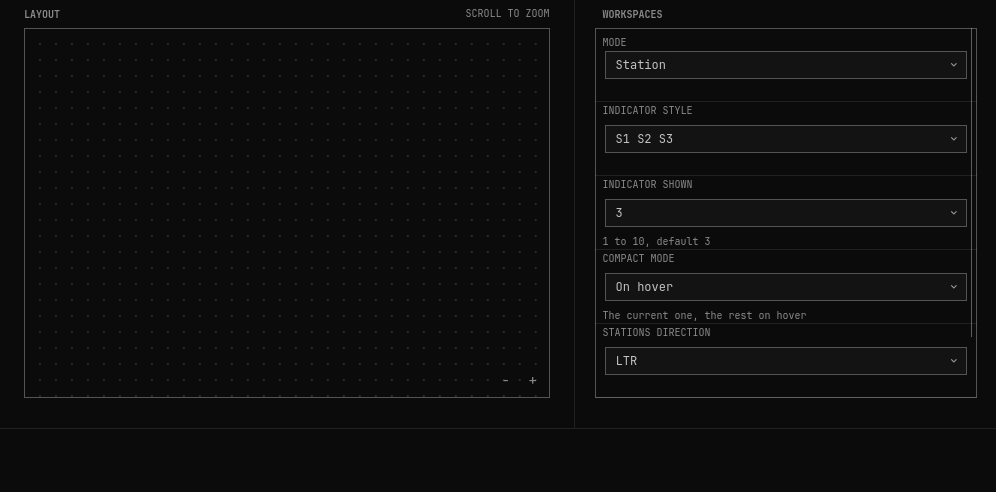 LAYOUT
SCROLL TO ZOOM
- +
WORKSPACES
MODE
Station
INDICATOR STYLE
S1 S2 S3
INDICATOR SHOWN
3
1 to 10, default 3
COMPACT MODE
On hover
The current one, the rest on hover
STATIONS DIRECTION
LTR